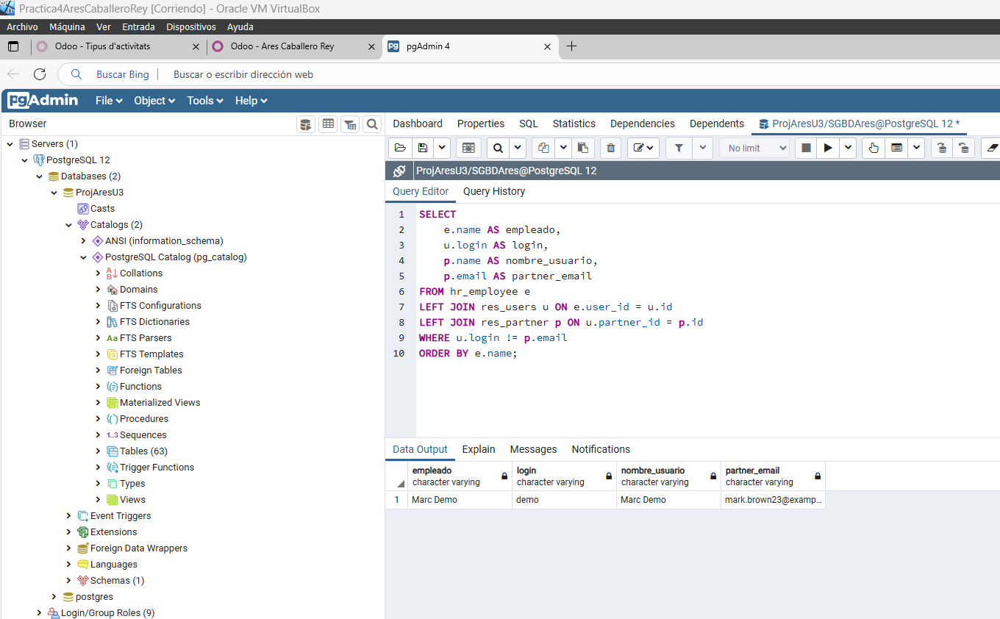 Practica4AresCaballeroRey [Corriendo] - Oracle VM VirtualBox
Archivo Máquina Ver Entrada Dispositivos Ayuda
Odoo - Tipus d'activitats
Odoo - Ares Caballero Rey
pgAdmin 4
Buscar Bing
Buscar o escribir dirección web
pgAdmin File Object Tools Help
Browser
Servers (1)
PostgreSQL 12
Databases (2)
ProjAresU3
Casts
Catalogs (2)
ANSI (information_schema)
PostgreSQL Catalog (pg_catalog)
Collations
Domains
FTS Configurations
FTS Dictionaries
FTS Parsers
FTS Templates
Foreign Tables
Functions
Materialized Views
Procedures
1..3 Sequences
Tables (63)
Trigger Functions
Types
Views
Event Triggers
Extensions
Foreign Data Wrappers
Languages
Schemas (1)
postgres
Login/Group Roles (9)
Dashboard Properties SQL Statistics Dependencies Dependents ProjAresU3/SGBDAres@PostgreSQL 12 *
No limit
ProjAresU3/SGBDAres@PostgreSQL 12
Query Editor Query History
1 SELECT
2 e.name AS empleado,
3 u.login AS login,
4 p.name AS nombre_usuario,
5 p.email AS partner_email
6 FROM hr_employee e
7 LEFT JOIN res_users u ON e.user_id = u.id
8 LEFT JOIN res_partner p ON u.partner_id = p.id
9 WHERE u.login != p.email
10 ORDER BY e.name;
Data Output Explain Messages Notifications
empleado login nombre_usuario partner_email
character varying character varying character varying character varying
1 Marc Demo demo Marc Demo mark.brown23@examp...